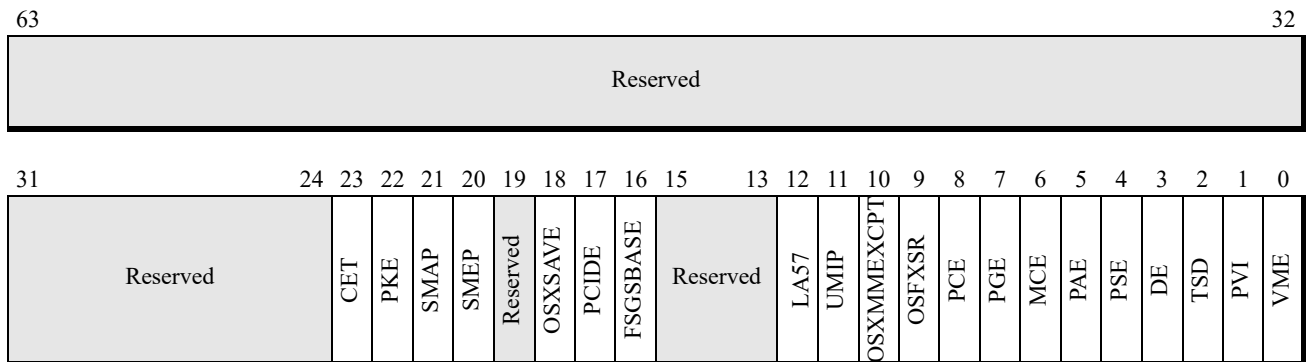 63 32
Reserved
31 24 23 22 21 20 19 18 17 16 15 13 12 11 10 9 8 7 6 5 4 3 2 1 0
Reserved CET PKE SMAP SMEP Reserved OSXSAVE PCIDE FSGSBASE Reserved LA57 UMIP OSXMMEXCPT OSFXSR PCE PGE MCE PAE PSE DE TSD PVI VME